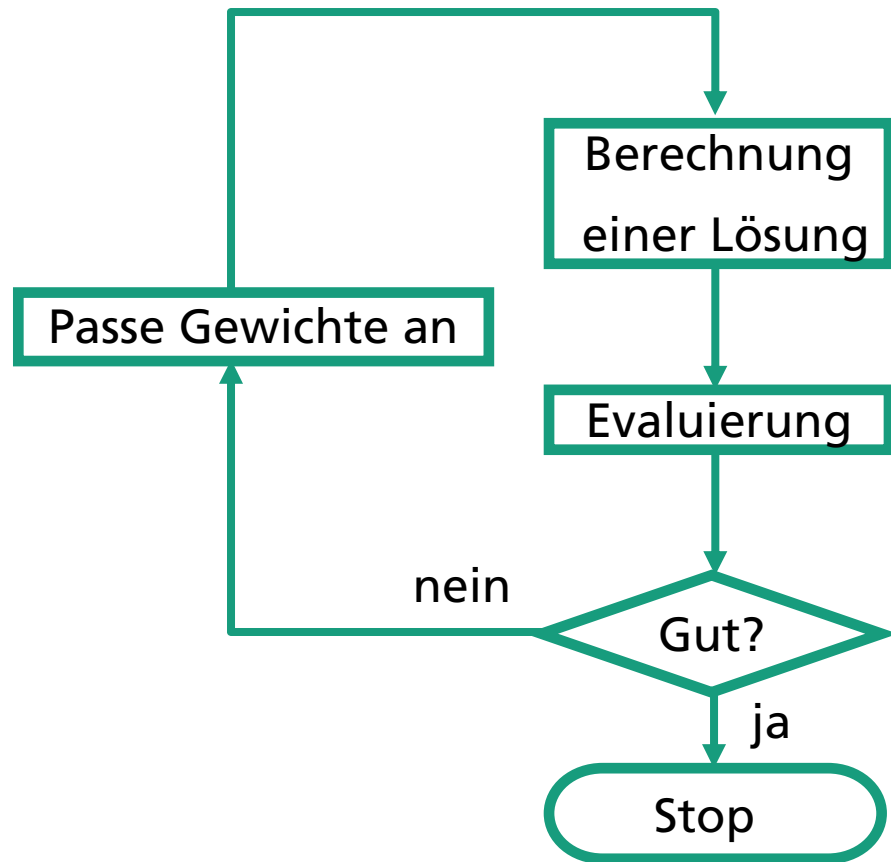 Berechnung
einer Lösung
Passe Gewichte an
Evaluierung
nein
Gut?
ja
Stop